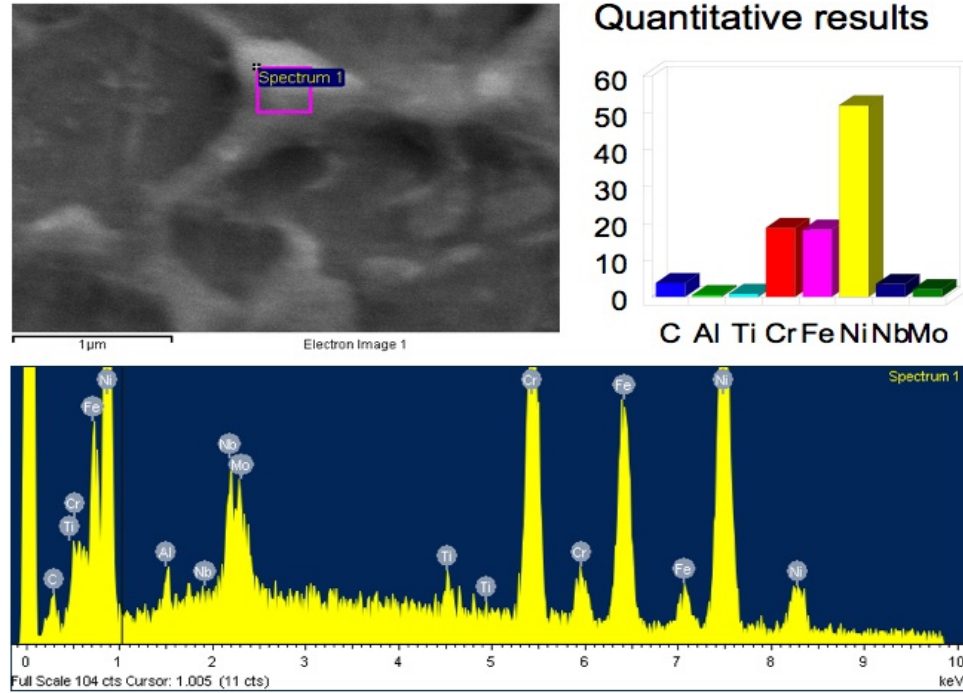 Quantitative results
Spectrum 1
60
50
40
30
20
10
0
C Al Ti Cr Fe Ni Nb Mo
1µm
Electron Image 1
Spectrum 1
Ni
Cr
Fe
Ni
Fe
Nb
Mo
Cr
Ti
Al
Ti
Cr
C
Nb
Ti
Fe
Ni
0 1 2 3 4 5 6 7 8 9 10
Full Scale 104 cts Cursor: 1.005 (11 cts)
keV